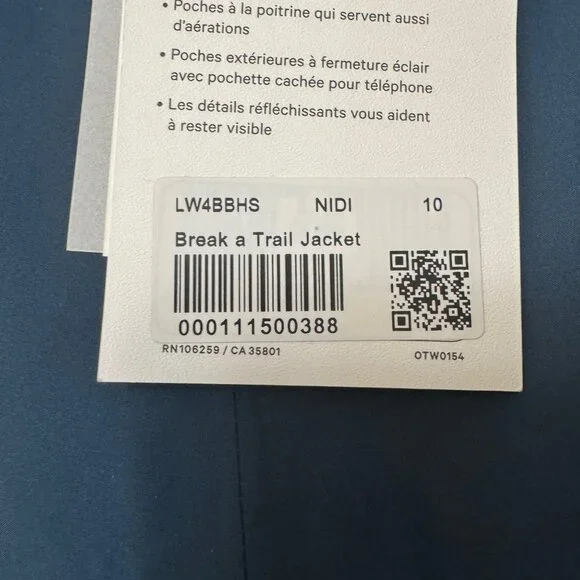 • Poches à la poitrine qui servent aussi
d'aérations
• Poches extérieures à fermeture éclair
avec pochette cachée pour téléphone
• Les détails réfléchissants vous aident
à rester visible
LW4BBHS NIDI 10
Break a Trail Jacket
000111500388
RN106259 / CA 35801 OTW0154